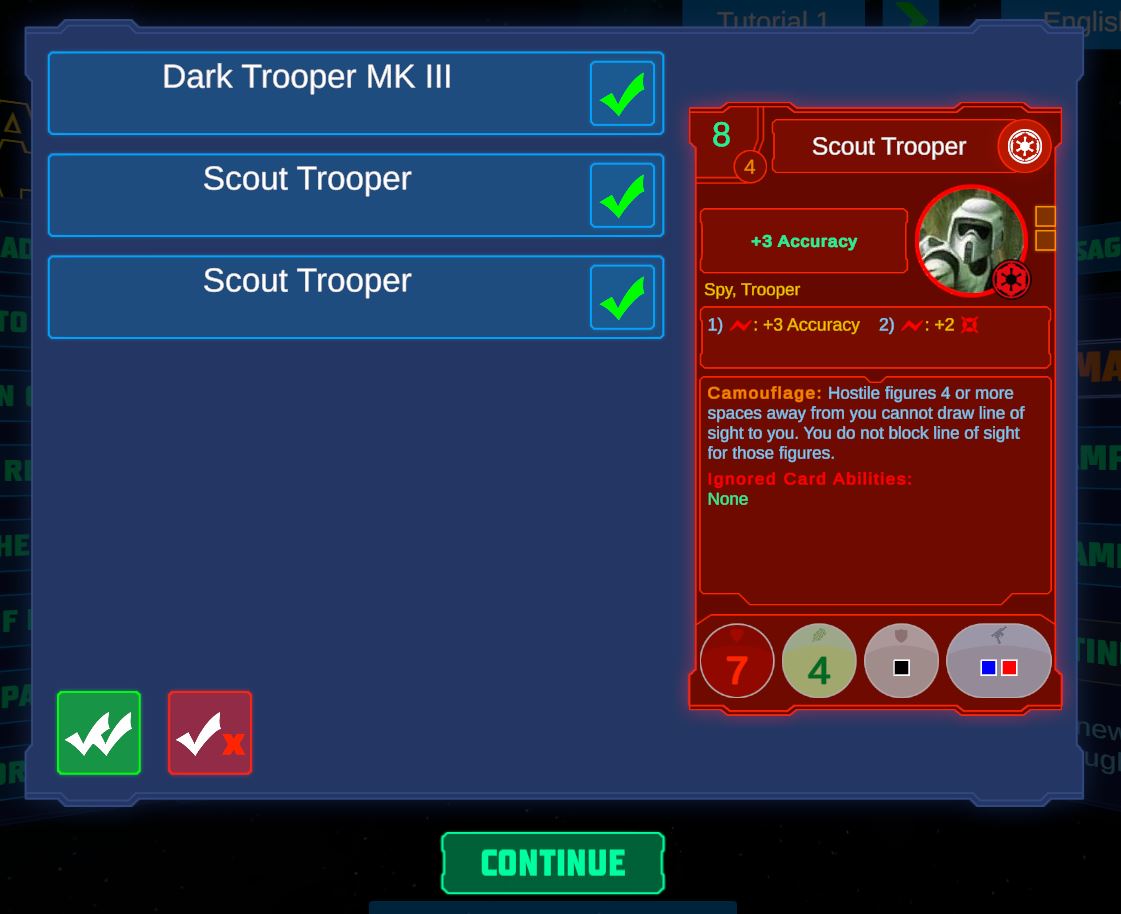 Tutorial 1
Dark Trooper MK III
Scout Trooper
Scout Trooper
8
4
Scout Trooper
+3 Accuracy
Spy, Trooper
1) : +3 Accuracy 2) : +2
Camouflage: Hostile figures 4 or more
spaces away from you cannot draw line of
sight to you. You do not block line of sight
for those figures.
Ignored Card Abilities:
None
7
4
CONTINUE